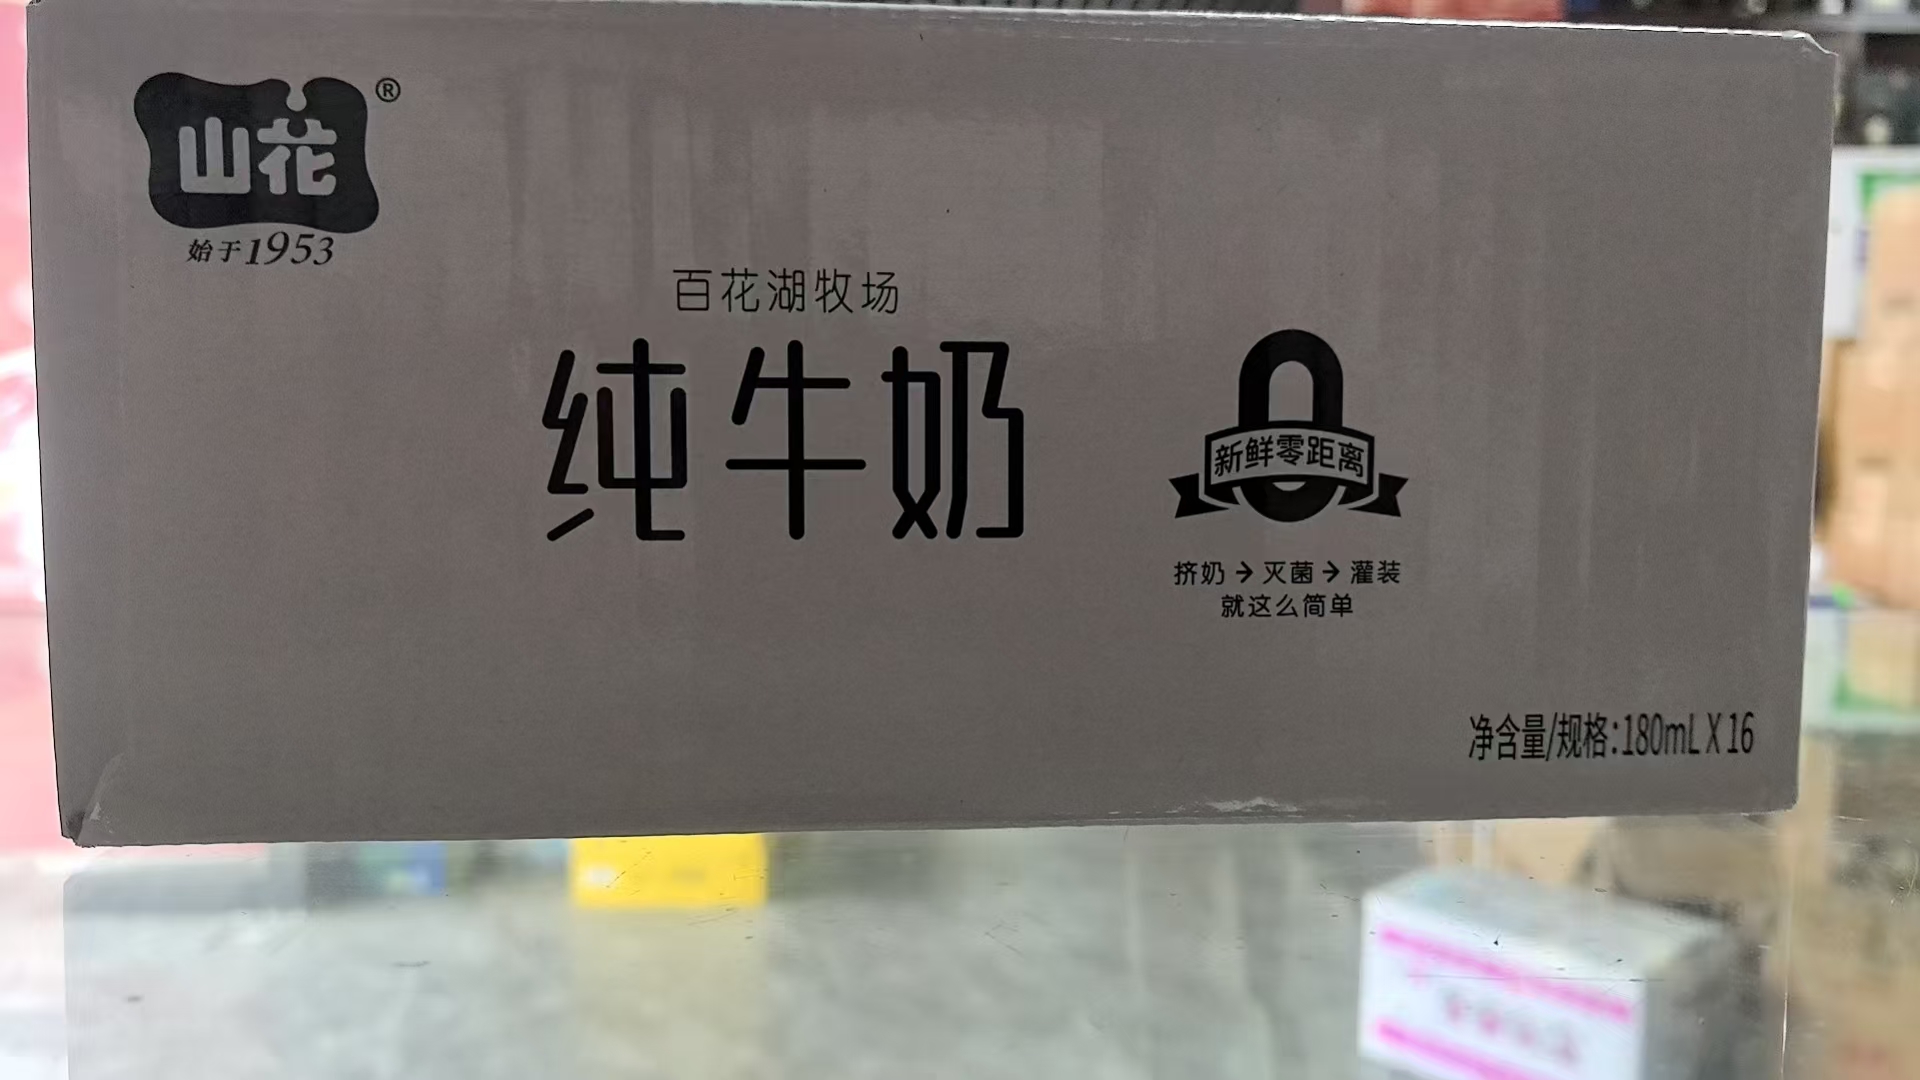 山花®
始于1953
百花湖牧场
纯牛奶
新鲜零距离
挤奶→灭菌→灌装
就这么简单
净含量/规格:180mL X 16